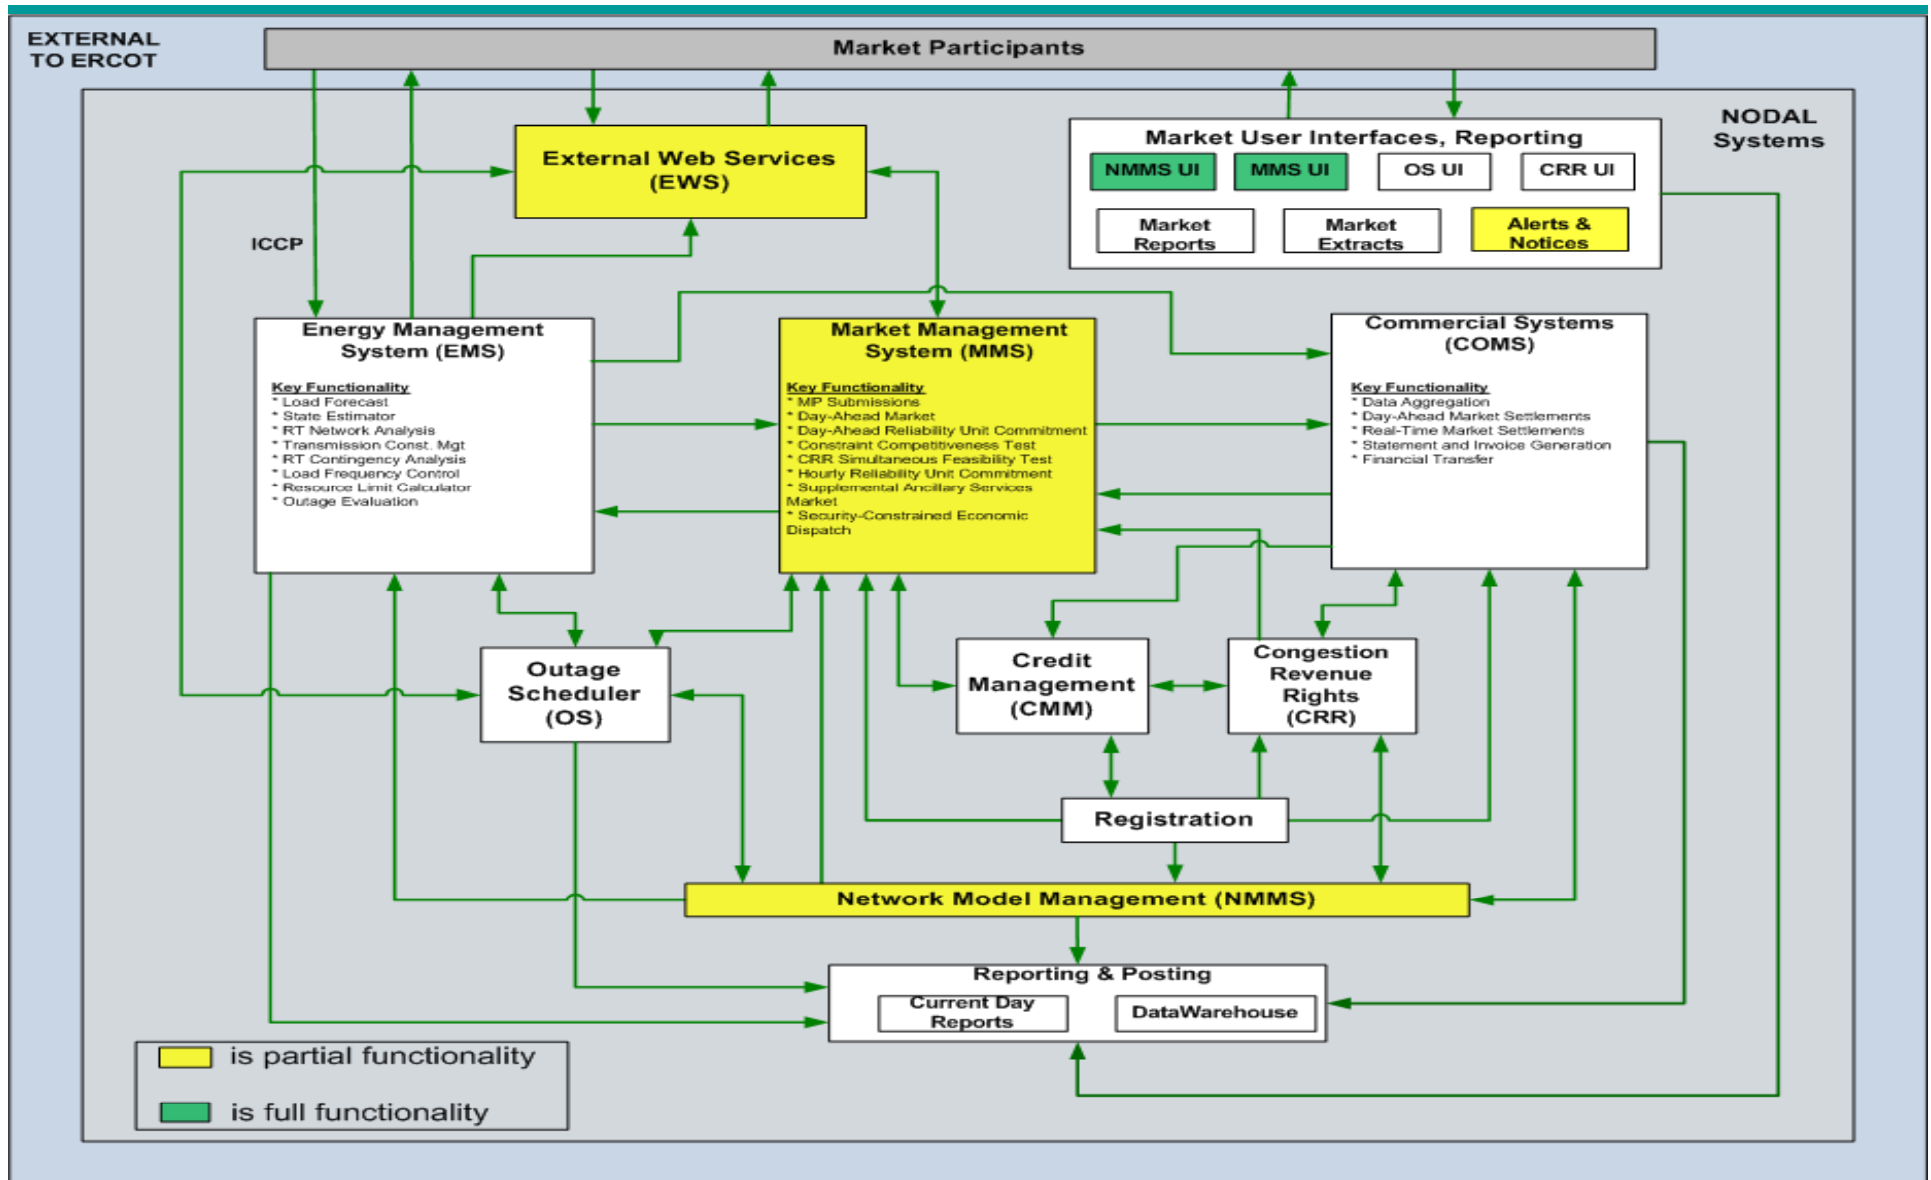 EXTERNAL
TO ERCOT
Market Participants
NODAL
Systems
External Web Services
(EWS)
Market User Interfaces, Reporting
NMMS UI
MMS UI
OS UI
CRR UI
Market
Reports
Market
Extracts
Alerts &
Notices
ICCP
Energy Management
System (EMS)
Key Functionality
* Load Forecast
* State Estimator
* RT Network Analysis
* Transmission Const. Mgt
* RT Contingency Analysis
* Load Frequency Control
* Resource Limit Calculator
* Outage Evaluation
Market Management
System (MMS)
Key Functionality
* MP Submissions
* Day-Ahead Market
* Day-Ahead Reliability Unit Commitment
* Constraint Competitiveness Test
* CRR Simultaneous Feasibility Test
* Hourly Reliability Unit Commitment
* Supplemental Ancillary Services
Market
* Security-Constrained Economic
Dispatch
Commercial Systems
(COMS)
Key Functionality
* Data Aggregation
* Day-Ahead Market Settlements
* Real-Time Market Settlements
* Statement and Invoice Generation
* Financial Transfer
Outage
Scheduler
(OS)
Credit
Management
(CMM)
Congestion
Revenue
Rights
(CRR)
Registration
Network Model Management (NMMS)
Reporting & Posting
Current Day
Reports
DataWarehouse
is partial functionality
is full functionality